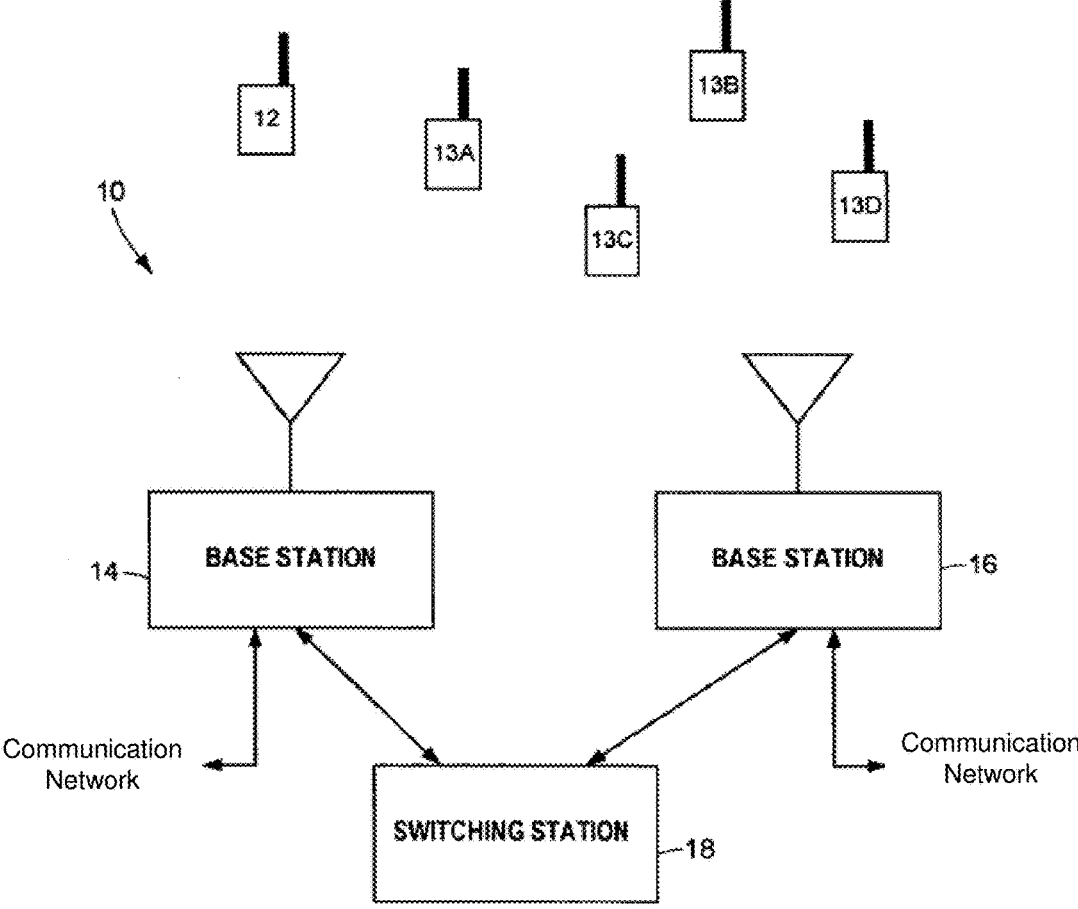 13B
12
13A
10
13D
13C
BASE STATION
BASE STATION
14
16
Communication
Network
Communication
Network
SWITCHING STATION
18